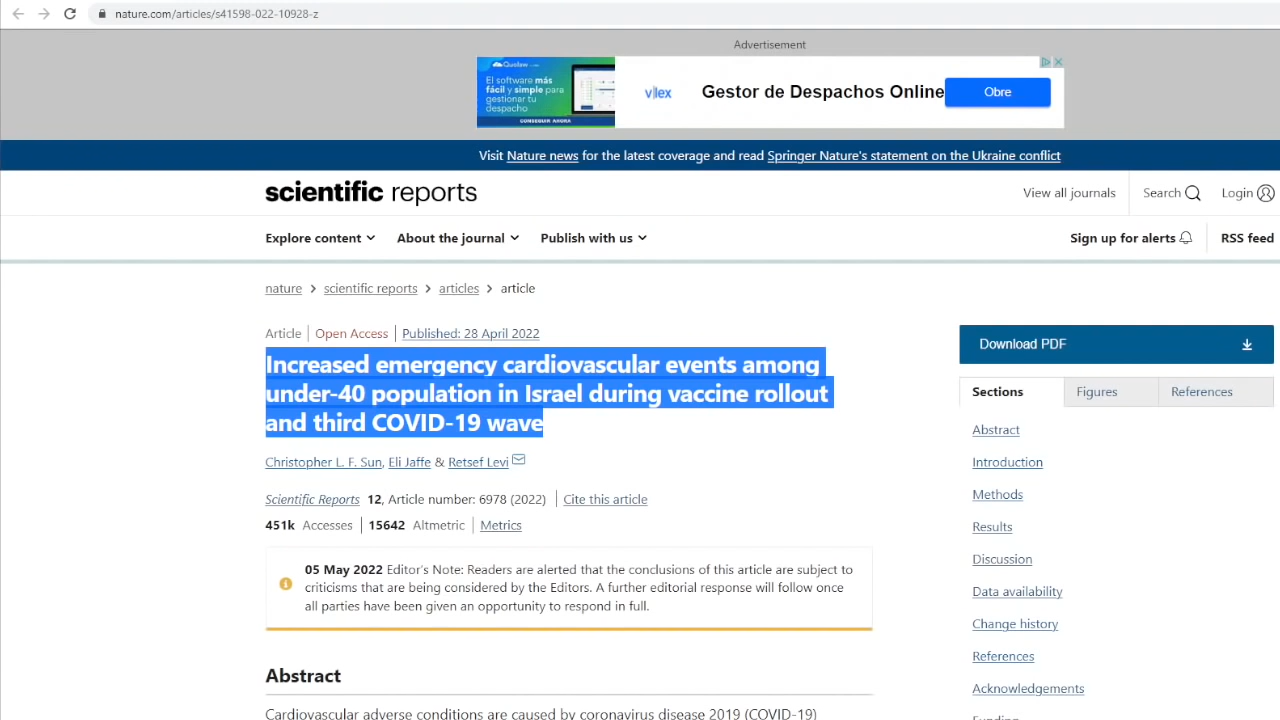 nature.com/articles/s41598-022-10928-z
Advertisement
El software más
fácil y simple para
gestionar tu
despacho
CONSEGUIR AHORA
vlex
Gestor de Despachos Online
Obre
Visit Nature news for the latest coverage and read Springer Nature's statement on the Ukraine conflict
scientific reports
View all journals
Search
Login
Explore content
About the journal
Publish with us
Sign up for alerts
RSS feed
nature > scientific reports > articles > article
Article | Open Access | Published: 28 April 2022
Increased emergency cardiovascular events among
under-40 population in Israel during vaccine rollout
and third COVID-19 wave
Christopher L. F. Sun, Eli Jaffe & Retsef Levi
Scientific Reports 12, Article number: 6978 (2022) | Cite this article
451k Accesses | 15642 Altmetric | Metrics
05 May 2022 Editor's Note: Readers are alerted that the conclusions of this article are subject to
criticisms that are being considered by the Editors. A further editorial response will follow once
all parties have been given an opportunity to respond in full.
Abstract
Cardiovascular adverse conditions are caused by coronavirus disease 2019 (COVID-19)
Download PDF
Sections
Figures
References
Abstract
Introduction
Methods
Results
Discussion
Data availability
Change history
References
Acknowledgements
Funding